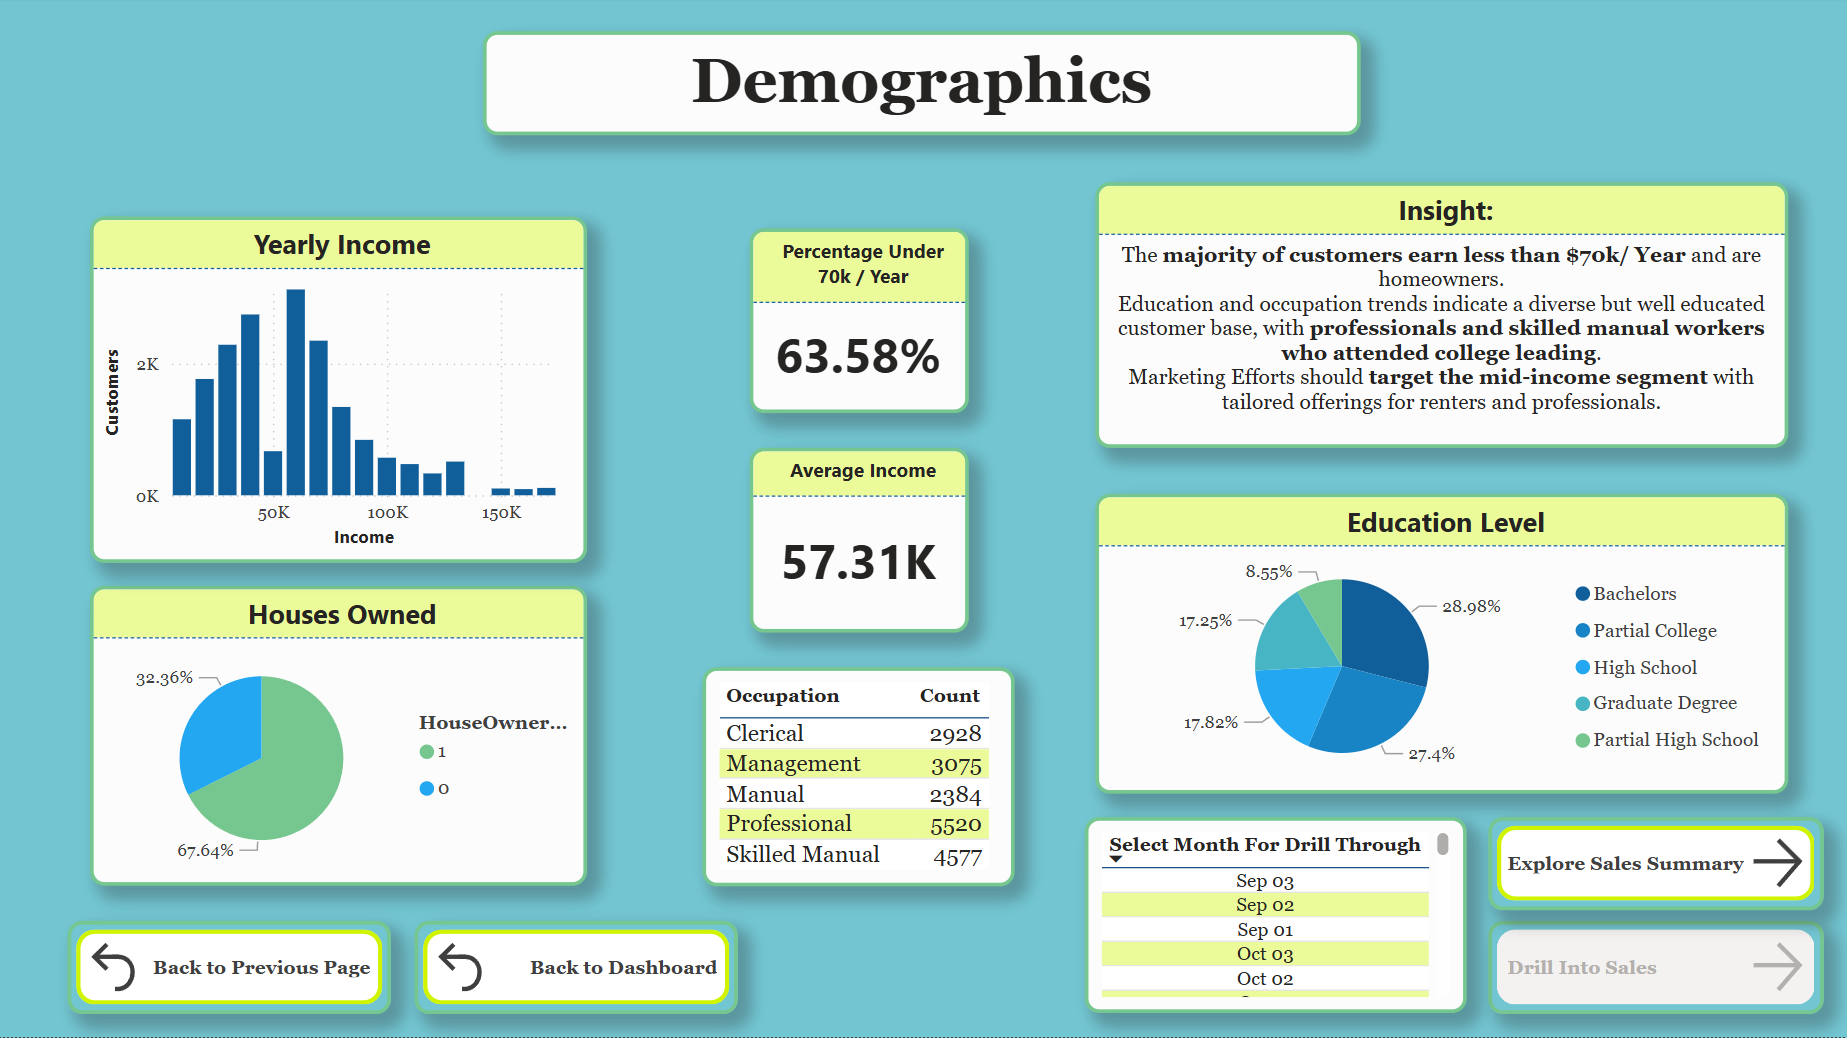 Demographics
Yearly Income
Customers
2K
0K
50K
100K
150K
Income
Houses Owned
32.36%
67.64%
HouseOwner...
1
0
Percentage Under
70k / Year
63.58%
Average Income
57.31K
Occupation Count
Clerical 2928
Management 3075
Manual 2384
Professional 5520
Skilled Manual 4577
Insight:
The majority of customers earn less than $70k/ Year and are
homeowners.
Education and occupation trends indicate a diverse but well educated
customer base, with professionals and skilled manual workers
who attended college leading.
Marketing Efforts should target the mid-income segment with
tailored offerings for renters and professionals.
Education Level
8.55%
28.98%
17.25%
17.82%
27.4%
Bachelors
Partial College
High School
Graduate Degree
Partial High School
Select Month For Drill Through
Sep 03
Sep 02
Sep 01
Oct 03
Oct 02
Explore Sales Summary
Drill Into Sales
Back to Previous Page
Back to Dashboard